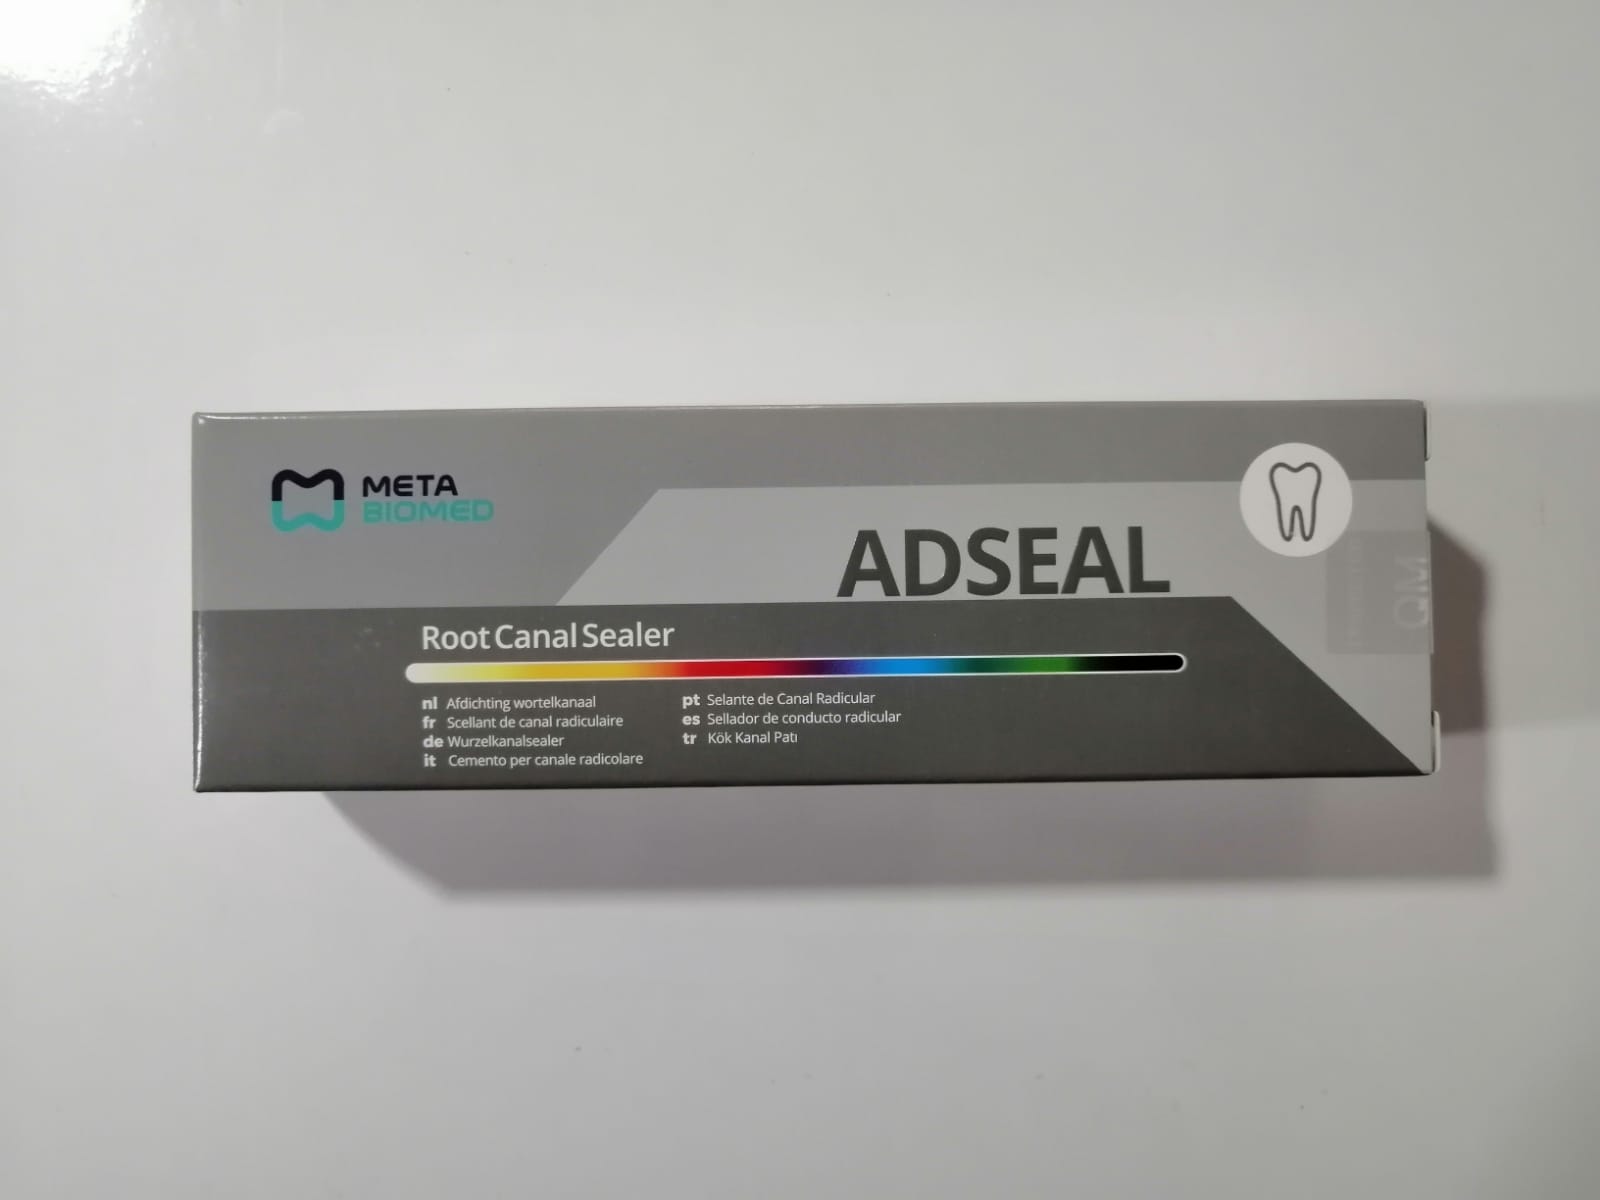 META
BIOMED
ADSEAL
Root Canal Sealer
nl Afdichting wortelkanaal
fr Scellant de canal radiculaire
de Wurzelkanalsealer
it Cemento per canale radicolare
pt Selante de Canal Radicular
es Sellador de conducto radicular
tr Kök Kanal Patı
QM